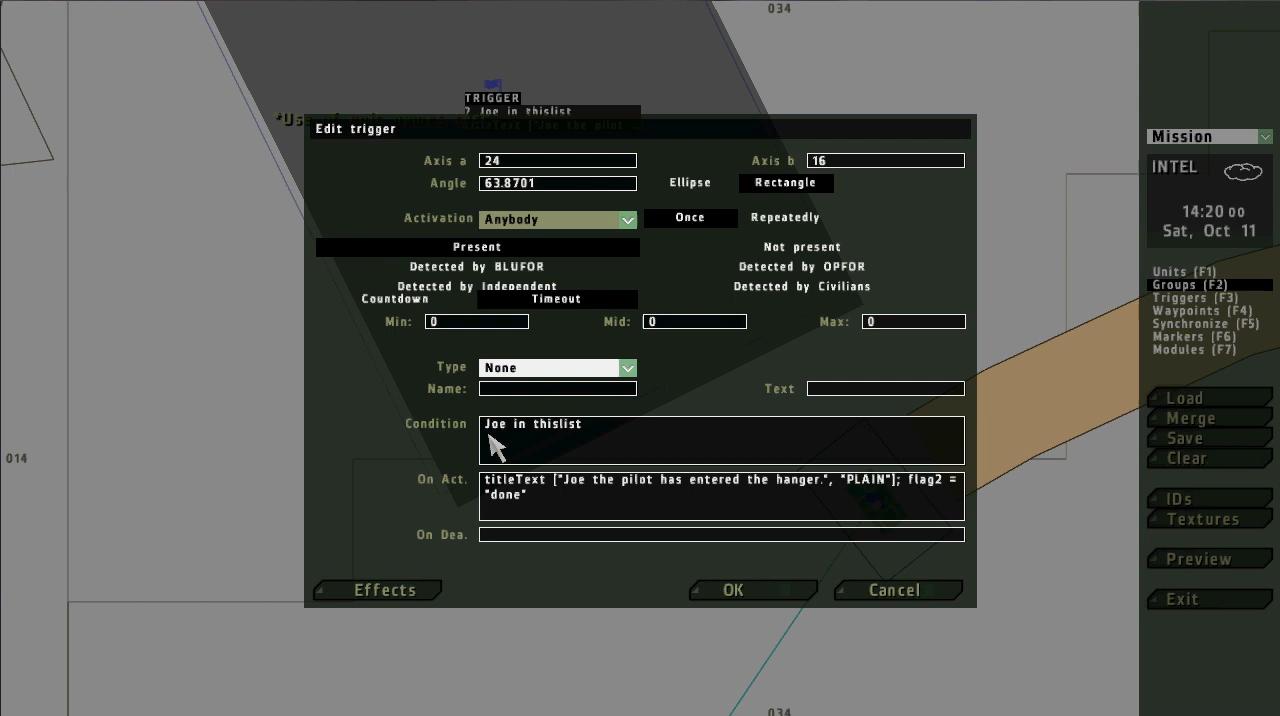 034
TRIGGER
? Joe in thislist
titleText ["Joe the pilot ...
*Use
Edit trigger
Axis a 24 Axis b 16
Angle 63.8701 Ellipse Rectangle
Activation Anybody Once Repeatedly
Present Not present
Detected by BLUFOR Detected by OPFOR
Detected by Independent Detected by Civilians
Countdown Timeout
Min: 0 Mid: 0 Max: 0
Type None
Name: Text
Condition Joe in thislist
On Act. titleText ["Joe the pilot has entered the hanger.", "PLAIN"]; flag2 =
"done"
On Dea.
Effects OK Cancel
014
034
Mission
INTEL
14:20 00
Sat, Oct 11
Units (F1)
Groups (F2)
Triggers (F3)
Waypoints (F4)
Synchronize (F5)
Markers (F6)
Modules (F7)
Load
Merge
Save
Clear
IDs
Textures
Preview
Exit